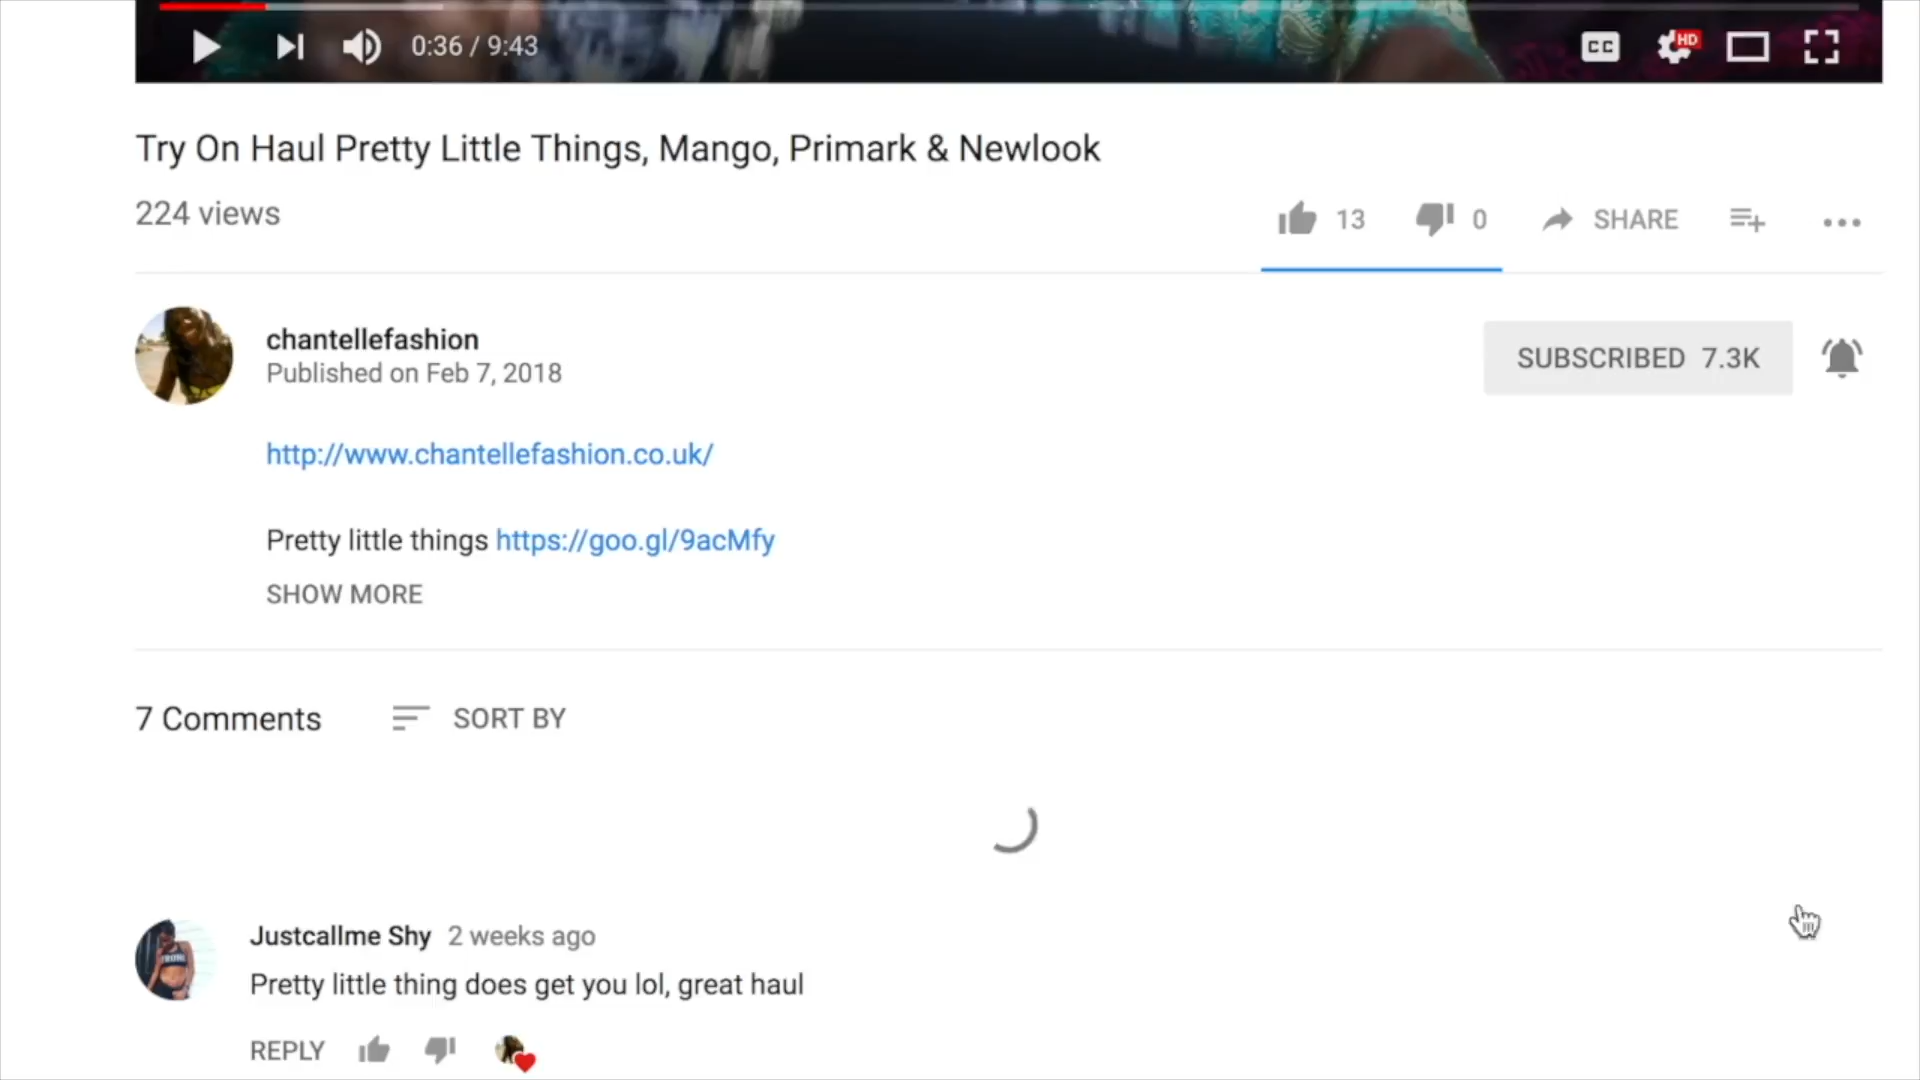 0:36 / 9:43
CC
HD
Try On Haul Pretty Little Things, Mango, Primark & Newlook
224 views
13
0
SHARE
chantellefashion
Published on Feb 7, 2018
SUBSCRIBED 7.3K
http://www.chantellefashion.co.uk/
Pretty little things https://goo.gl/9acMfy
SHOW MORE
7 Comments
SORT BY
Justcallme Shy 2 weeks ago
Pretty little thing does get you lol, great haul
REPLY